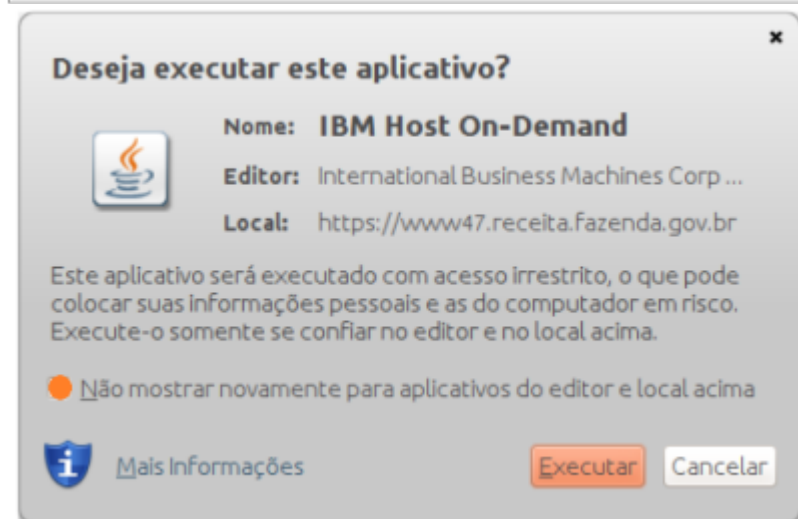 Deseja executar este aplicativo?
Nome: IBM Host On-Demand
Editor: International Business Machines Corp ...
Local: https://www47.receita.fazenda.gov.br
Este aplicativo será executado com acesso irrestrito, o que pode
colocar suas informações pessoais e as do computador em risco.
Execute-o somente se confiar no editor e no local acima.
Não mostrar novamente para aplicativos do editor e local acima
Mais Informações
Executar
Cancelar